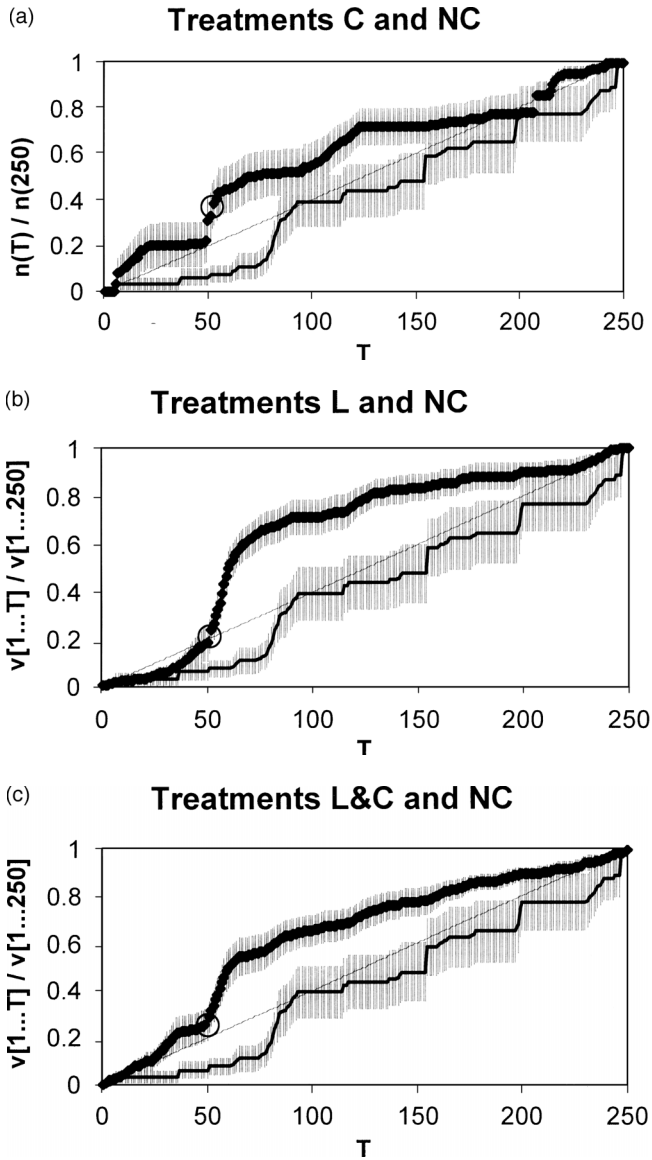 (a) Treatments C and NC
n(T) / n(250)
1
0.8
0.6
0.4
0.2
0
0 50 100 150 200 250
T
(b) Treatments L and NC
v[1...T] / v[1...250]
1
0.8
0.6
0.4
0.2
0
0 50 100 150 200 250
T
(c) Treatments L&C and NC
v[1...T] / v[1...250]
1
0.8
0.6
0.4
0.2
0
0 50 100 150 200 250
T